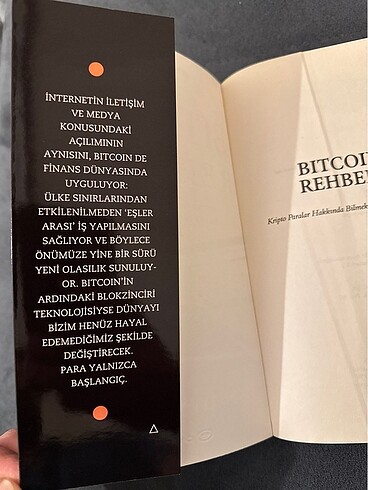 İNTERNETİN İLETİŞİM
VE MEDYA
KONUSUNDAKİ
AÇILIMININ
AYNISINI, BITCOIN DE
FİNANS DÜNYASINDA
UYGULUYOR:
ÜLKE SINIRLARINDAN
ETKİLENİLMEDEN 'EŞLER
ARASI' İŞ YAPILMASINI
SAĞLIYOR VE BÖYLECE
ÖNÜMÜZE YİNE BİR SÜRÜ
YENİ OLASILIK SUNULUY-
OR. BITCOIN'İN
ARDINDAKİ BLOKZİNCİRİ
TEKNOLOJİSİYSE DÜNYAYI
BİZİM HENÜZ HAYAL
EDEMEDİĞİMİZ ŞEKİLDE
DEĞİŞTİRECEK.
PARA YALNIZCA
BAŞLANGIÇ.
BITCOI
REHBE
Kripto Paralar Hakkında Bilmek